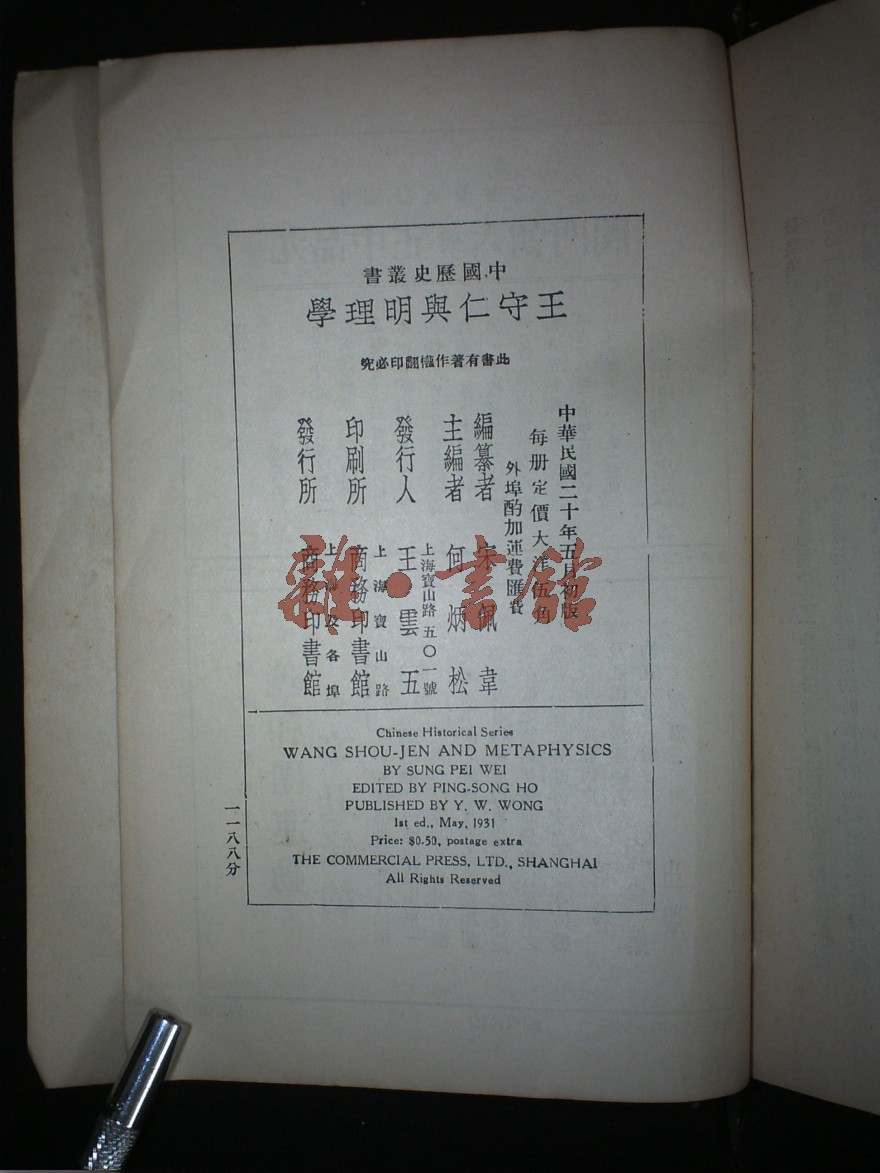 中國歷史叢書
王守仁與明理學
此書有著作權翻印必究
中華民國二十年五月初版
每册定價大洋伍角
外埠酌加運費匯費
編纂者 宋佩韋
主編者 何炳松
上海寶山路五〇一號
發行人 王雲五
上海寶山路
印刷所 商務印書館
上海及各埠
發行所 商務印書館
Chinese Historical Series
WANG SHOU-JEN AND METAPHYSICS
BY SUNG PEI WEI
EDITED BY PING-SONG HO
PUBLISHED BY Y. W. WONG
1st ed., May, 1931
Price: $0.50, postage extra
THE COMMERCIAL PRESS, LTD., SHANGHAI
All Rights Reserved
一一八八分
雜·書館